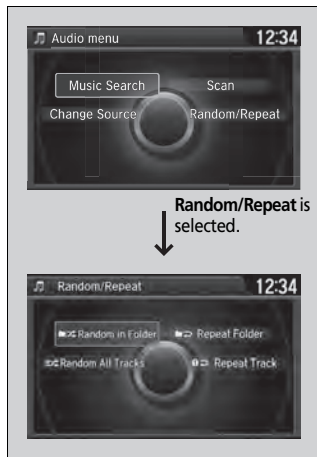 Audio menu 12:34
Music Search Scan
Change Source Random/Repeat
Random/Repeat is
selected.
Random/Repeat 12:34
Random in Folder Repeat Folder
Random All Tracks Repeat Track